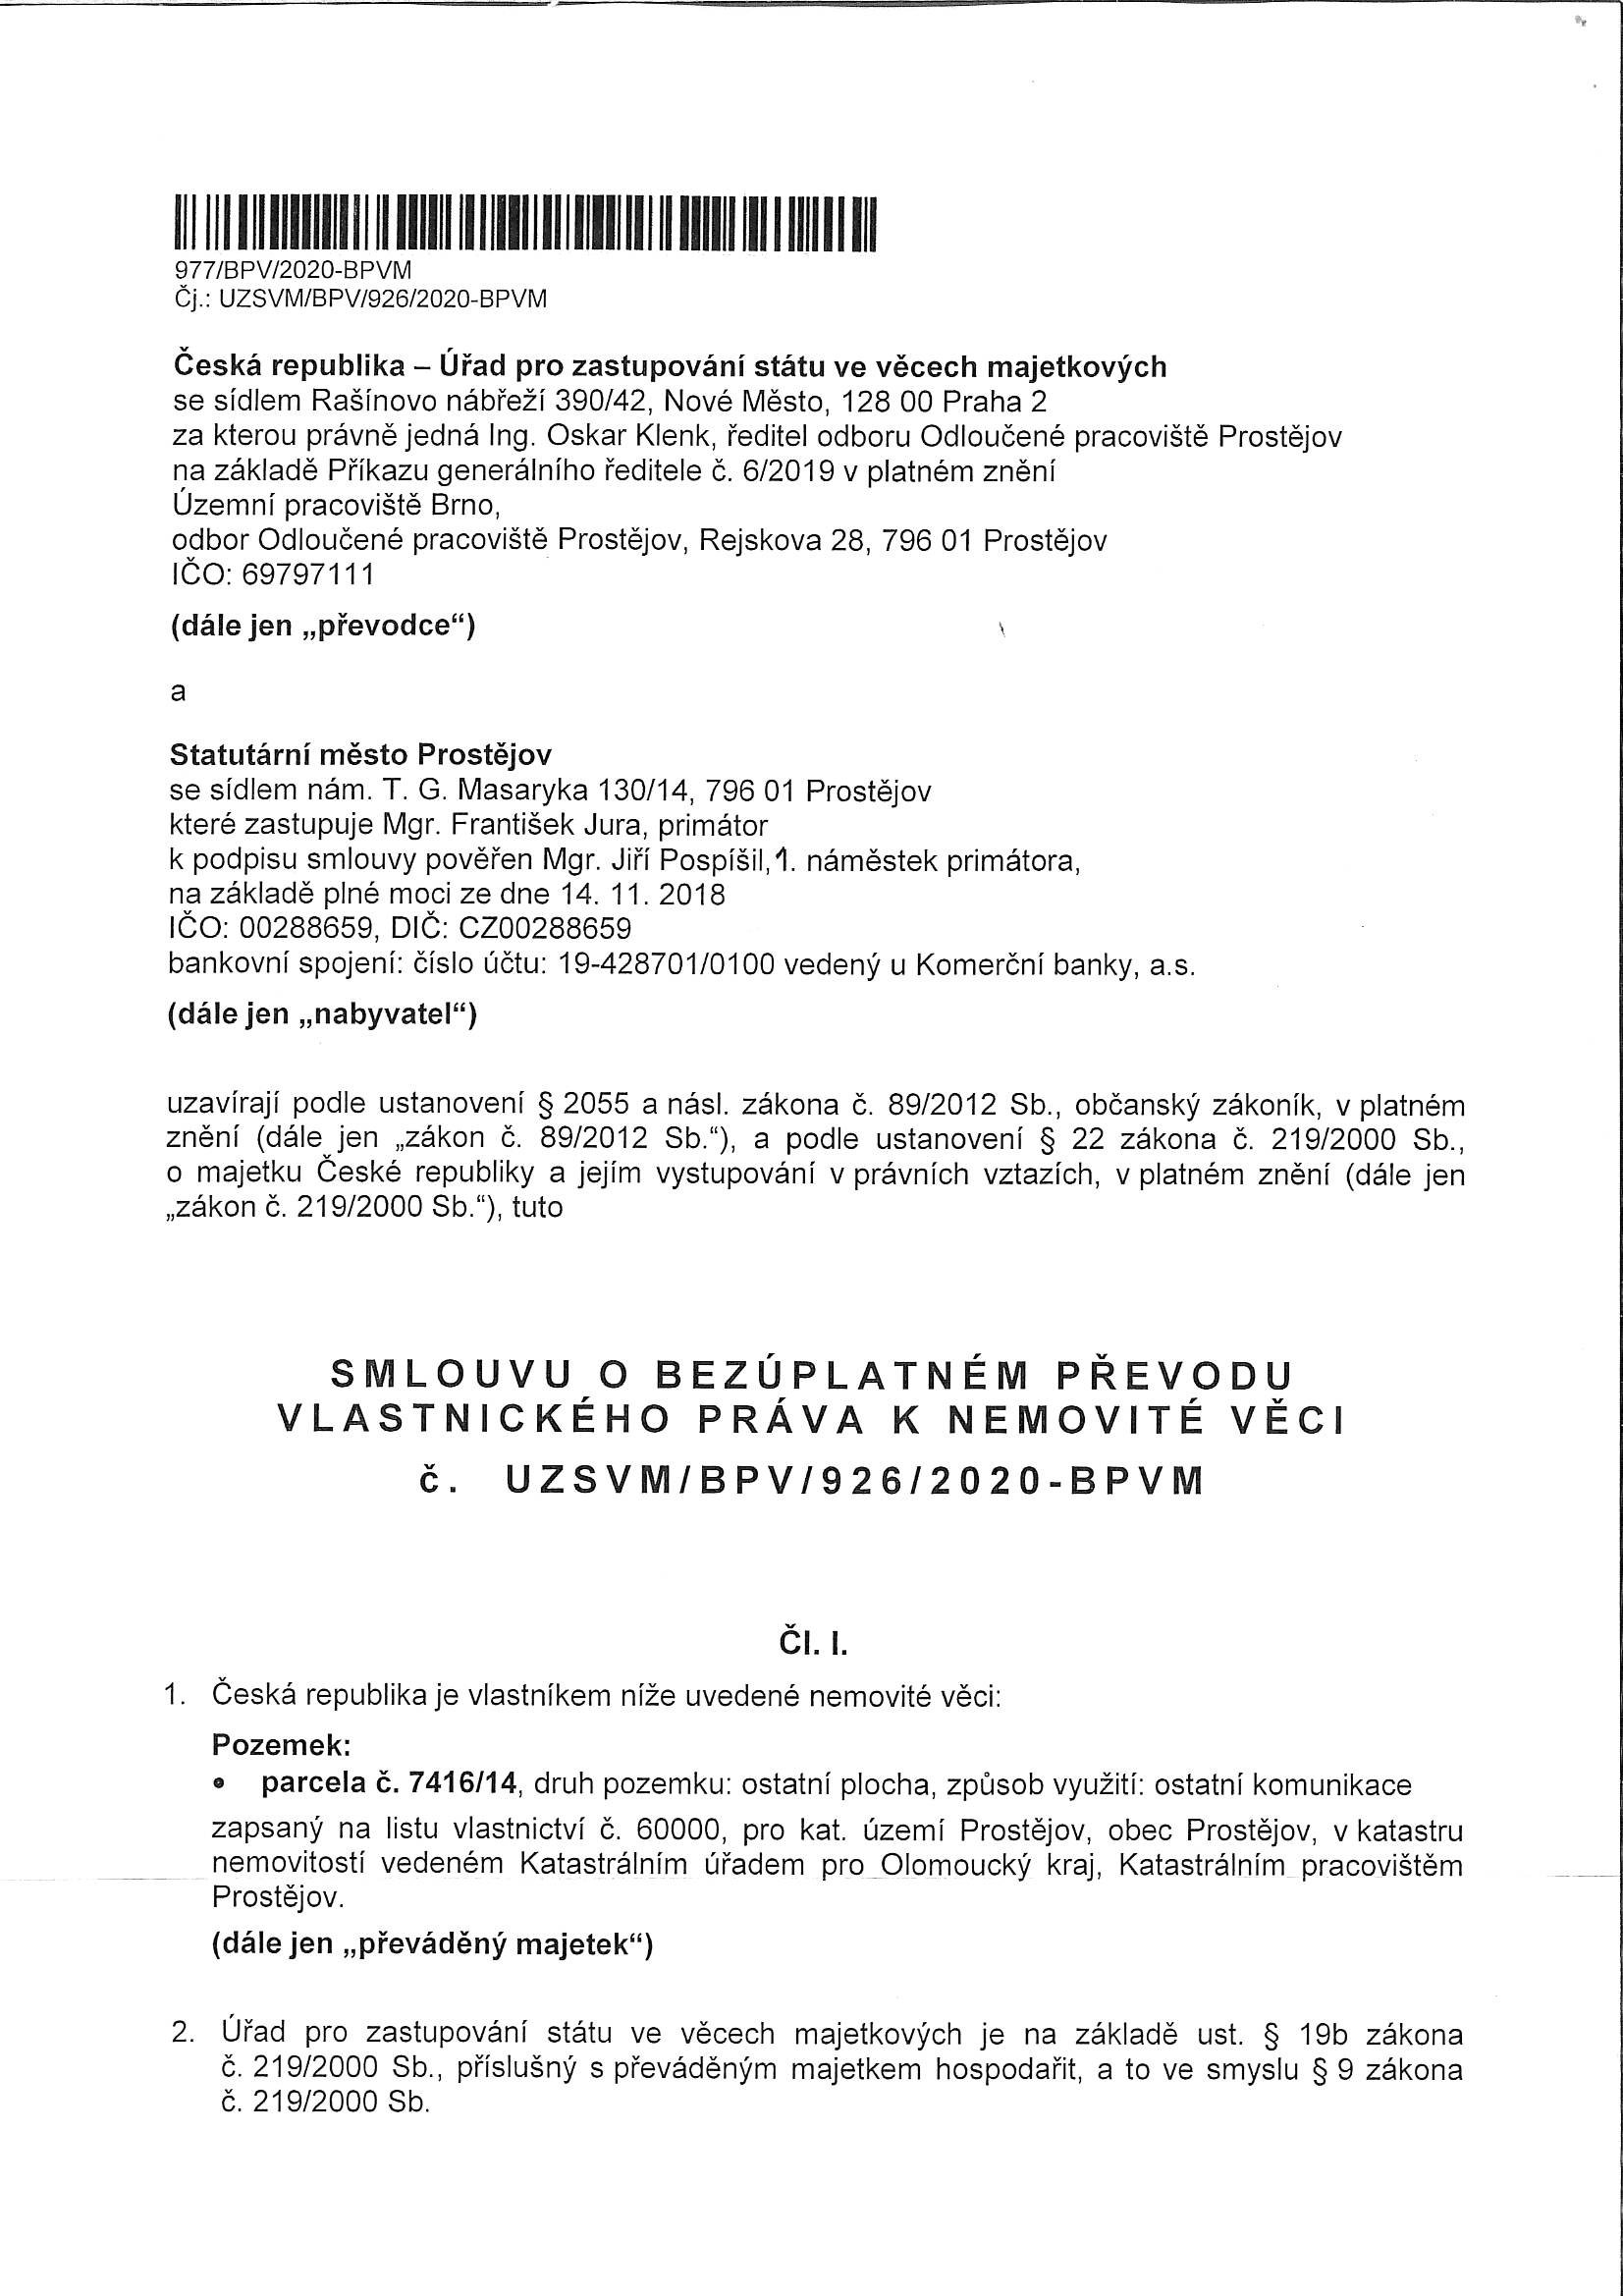 977/BPV/2020-BPVM
Čj.: UZSVM/BPV/926/2020-BPVM
Česká republika – Úřad pro zastupování státu ve věcech majetkových
se sídlem Rašínovo nábřeží 390/42, Nové Město, 128 00 Praha 2
za kterou právně jedná Ing. Oskar Klenk, ředitel odboru Odloučené pracoviště Prostějov
na základě Příkazu generálního ředitele č. 6/2019 v platném znění
Územní pracoviště Brno,
odbor Odloučené pracoviště Prostějov, Rejskova 28, 796 01 Prostějov
IČO: 69797111
(dále jen „převodce“)
a
Statutární město Prostějov
se sídlem nám. T. G. Masaryka 130/14, 796 01 Prostějov
které zastupuje Mgr. František Jura, primátor
k podpisu smlouvy pověřen Mgr. Jiří Pospíšil, 1. náměstek primátora,
na základě plné moci ze dne 14. 11. 2018
IČO: 00288659, DIČ: CZ00288659
bankovní spojení: číslo účtu: 19-428701/0100 vedený u Komerční banky, a.s.
(dále jen „nabyvatel“)
uzavírají podle ustanovení § 2055 a násl. zákona č. 89/2012 Sb., občanský zákoník, v platném
znění (dále jen „zákon č. 89/2012 Sb.“), a podle ustanovení § 22 zákona č. 219/2000 Sb.,
o majetku České republiky a jejím vystupování v právních vztazích, v platném znění (dále jen
„zákon č. 219/2000 Sb.“), tuto
SMLOUVU O BEZÚPLATNÉM PŘEVODU
VLASTNICKÉHO PRÁVA K NEMOVITÉ VĚCI
č. UZSVM/BPV/926/2020-BPVM
Čl. I.
1. Česká republika je vlastníkem níže uvedené nemovité věci:
Pozemek:
• parcela č. 7416/14, druh pozemku: ostatní plocha, způsob využití: ostatní komunikace
zapsaný na listu vlastnictví č. 60000, pro kat. území Prostějov, obec Prostějov, v katastru
nemovitostí vedeném Katastrálním úřadem pro Olomoucký kraj, Katastrálním pracovištěm
Prostějov.
(dále jen „převáděný majetek“)
2. Úřad pro zastupování státu ve věcech majetkových je na základě ust. § 19b zákona
č. 219/2000 Sb., příslušný s převáděným majetkem hospodařit, a to ve smyslu § 9 zákona
č. 219/2000 Sb.